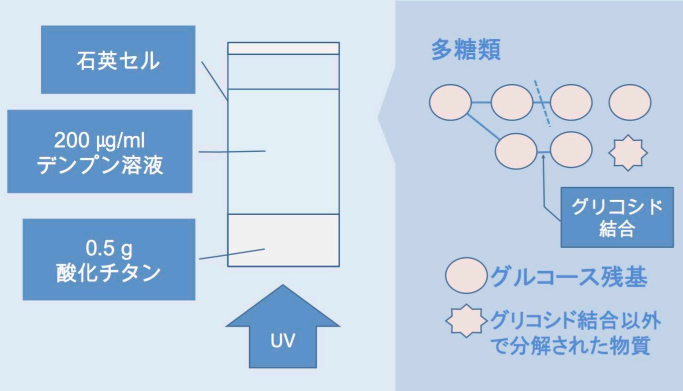 石英セル
200 µg/ml
デンプン溶液
0.5 g
酸化チタン
UV
多糖類
グリコシド
結合
グルコース残基
グリコシド結合以外
で分解された物質